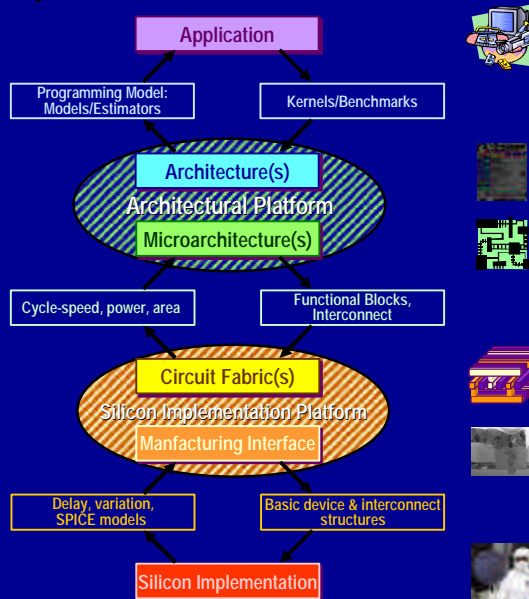 Application
Programming Model:
Models/Estimators
Kernels/Benchmarks
Architecture(s)
Architectural Platform
Microarchitecture(s)
Cycle-speed, power, area
Functional Blocks,
Interconnect
Circuit Fabric(s)
Silicon Implementation Platform
Manfacturing Interface
Delay, variation,
SPICE models
Basic device & interconnect
structures
Silicon Implementation